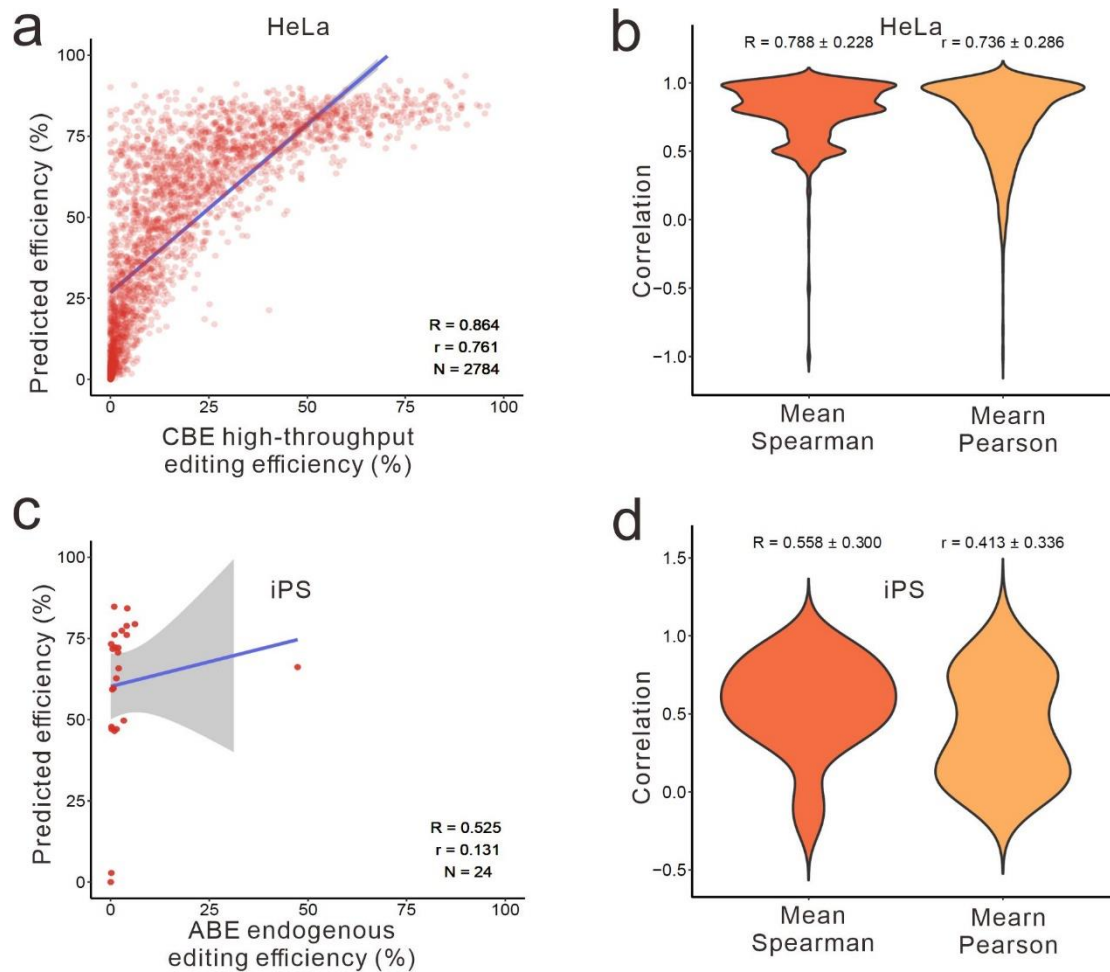 a
HeLa
Predicted efficiency (%)
100
75
50
25
0
R = 0.864
r = 0.761
N = 2784
0 25 50 75 100
CBE high-throughput
editing efficiency (%)
b
HeLa
R = 0.788 ± 0.228 r = 0.736 ± 0.286
Correlation
1.0
0.5
0.0
−0.5
−1.0
Mean
Spearman
Mearn
Pearson
c
iPS
Predicted efficiency (%)
100
75
50
25
0
R = 0.525
r = 0.131
N = 24
0 25 50 75 100
ABE endogenous
editing efficiency (%)
d
R = 0.558 ± 0.300 r = 0.413 ± 0.336
iPS
Correlation
1.5
1.0
0.5
0.0
−0.5
Mean
Spearman
Mearn
Pearson